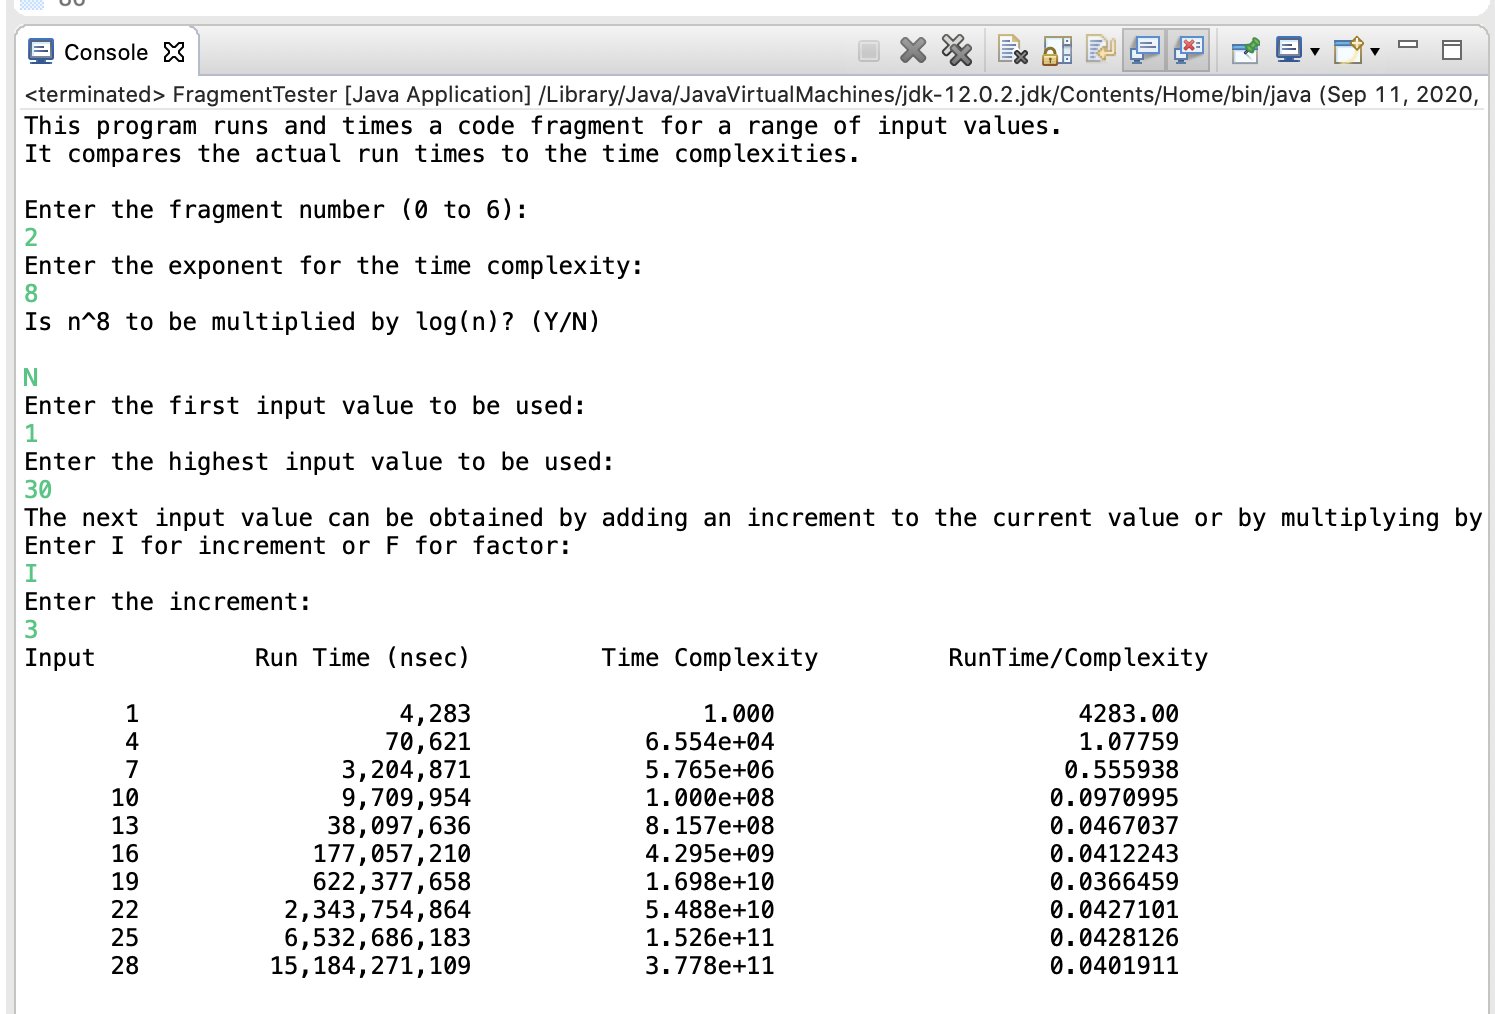 Console
<terminated> FragmentTester [Java Application] /Library/Java/JavaVirtualMachines/jdk-12.0.2.jdk/Contents/Home/bin/java (Sep 11, 2020,
This program runs and times a code fragment for a range of input values.
It compares the actual run times to the time complexities.
Enter the fragment number (0 to 6):
2
Enter the exponent for the time complexity:
8
Is n^8 to be multiplied by log(n)? (Y/N)
N
Enter the first input value to be used:
1
Enter the highest input value to be used:
30
The next input value can be obtained by adding an increment to the current value or by multiplying by
Enter I for increment or F for factor:
I
Enter the increment:
3
Input Run Time (nsec) Time Complexity RunTime/Complexity
1 4,283 1.000 4283.00
4 70,621 6.554e+04 1.07759
7 3,204,871 5.765e+06 0.555938
10 9,709,954 1.000e+08 0.0970995
13 38,097,636 8.157e+08 0.0467037
16 177,057,210 4.295e+09 0.0412243
19 622,377,658 1.698e+10 0.0366459
22 2,343,754,864 5.488e+10 0.0427101
25 6,532,686,183 1.526e+11 0.0428126
28 15,184,271,109 3.778e+11 0.0401911